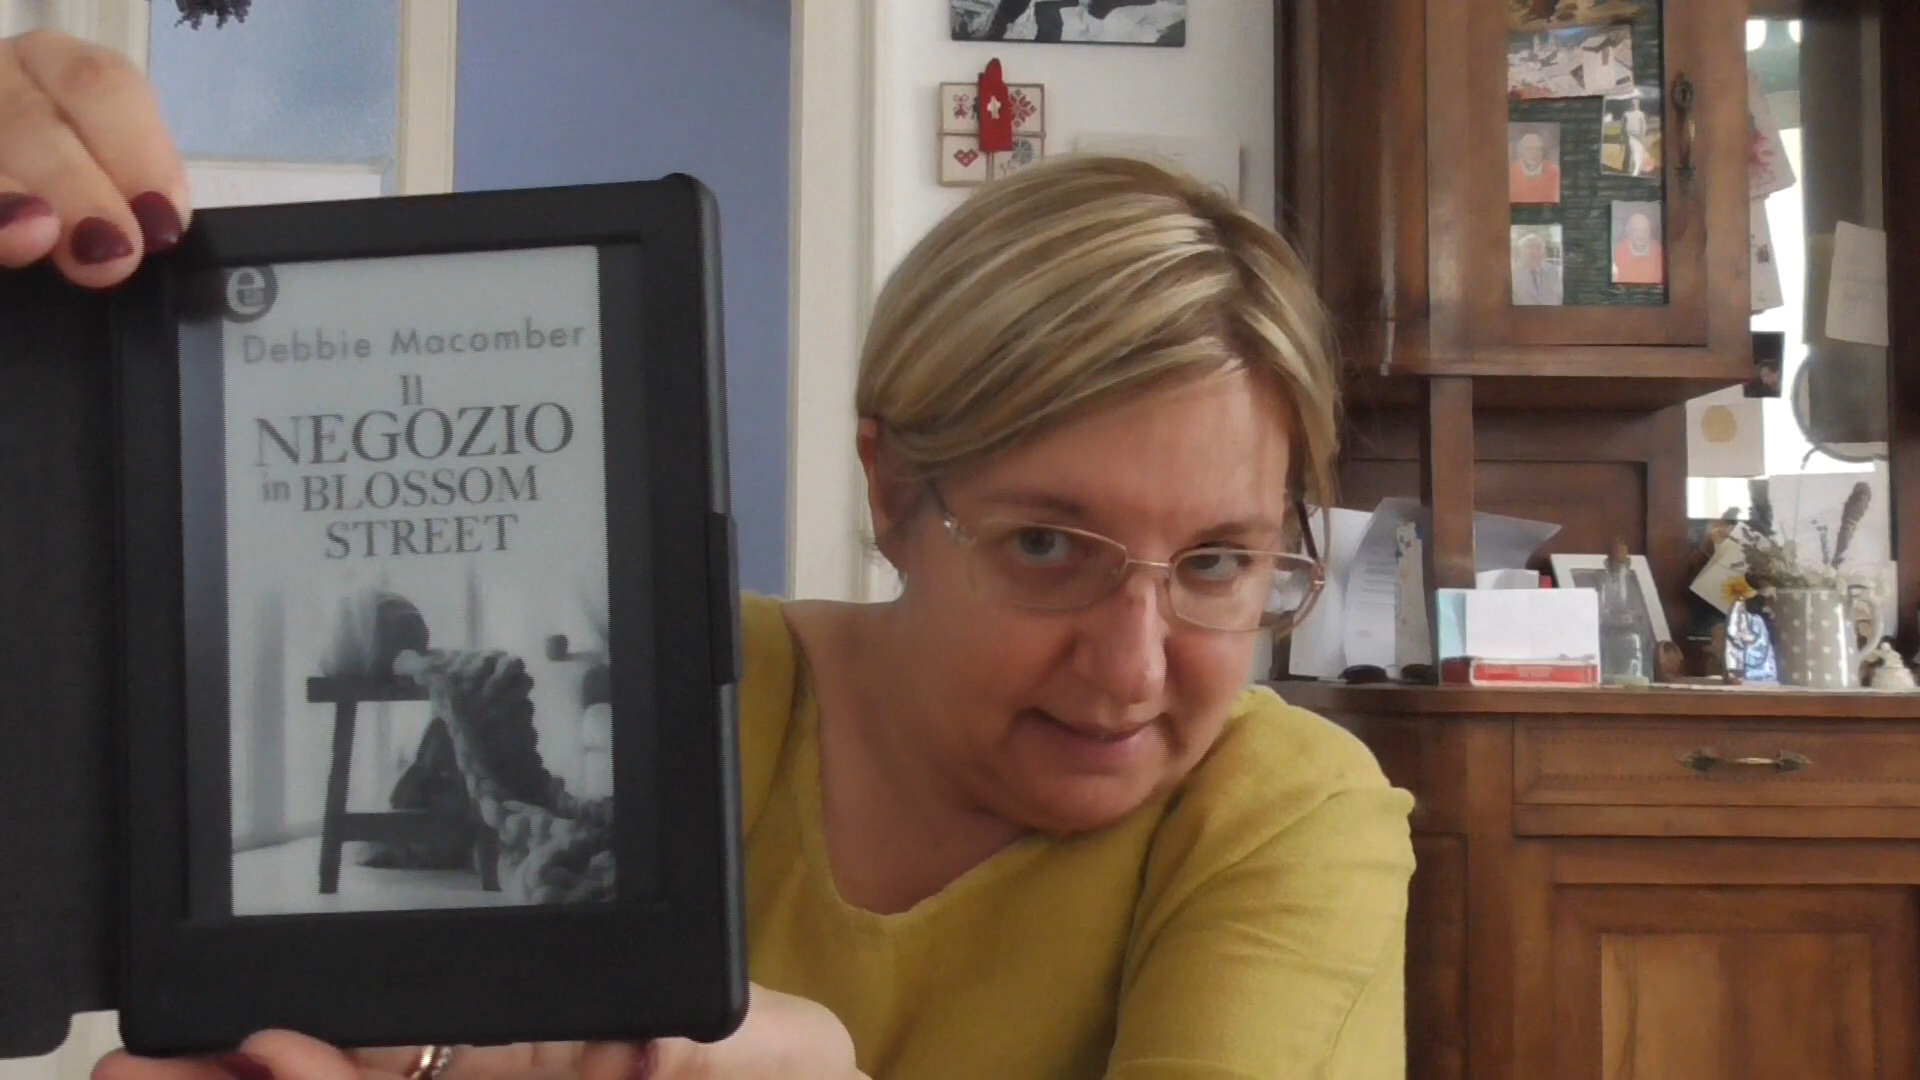 e
Debbie Macomber
Il
NEGOZIO
in BLOSSOM
STREET